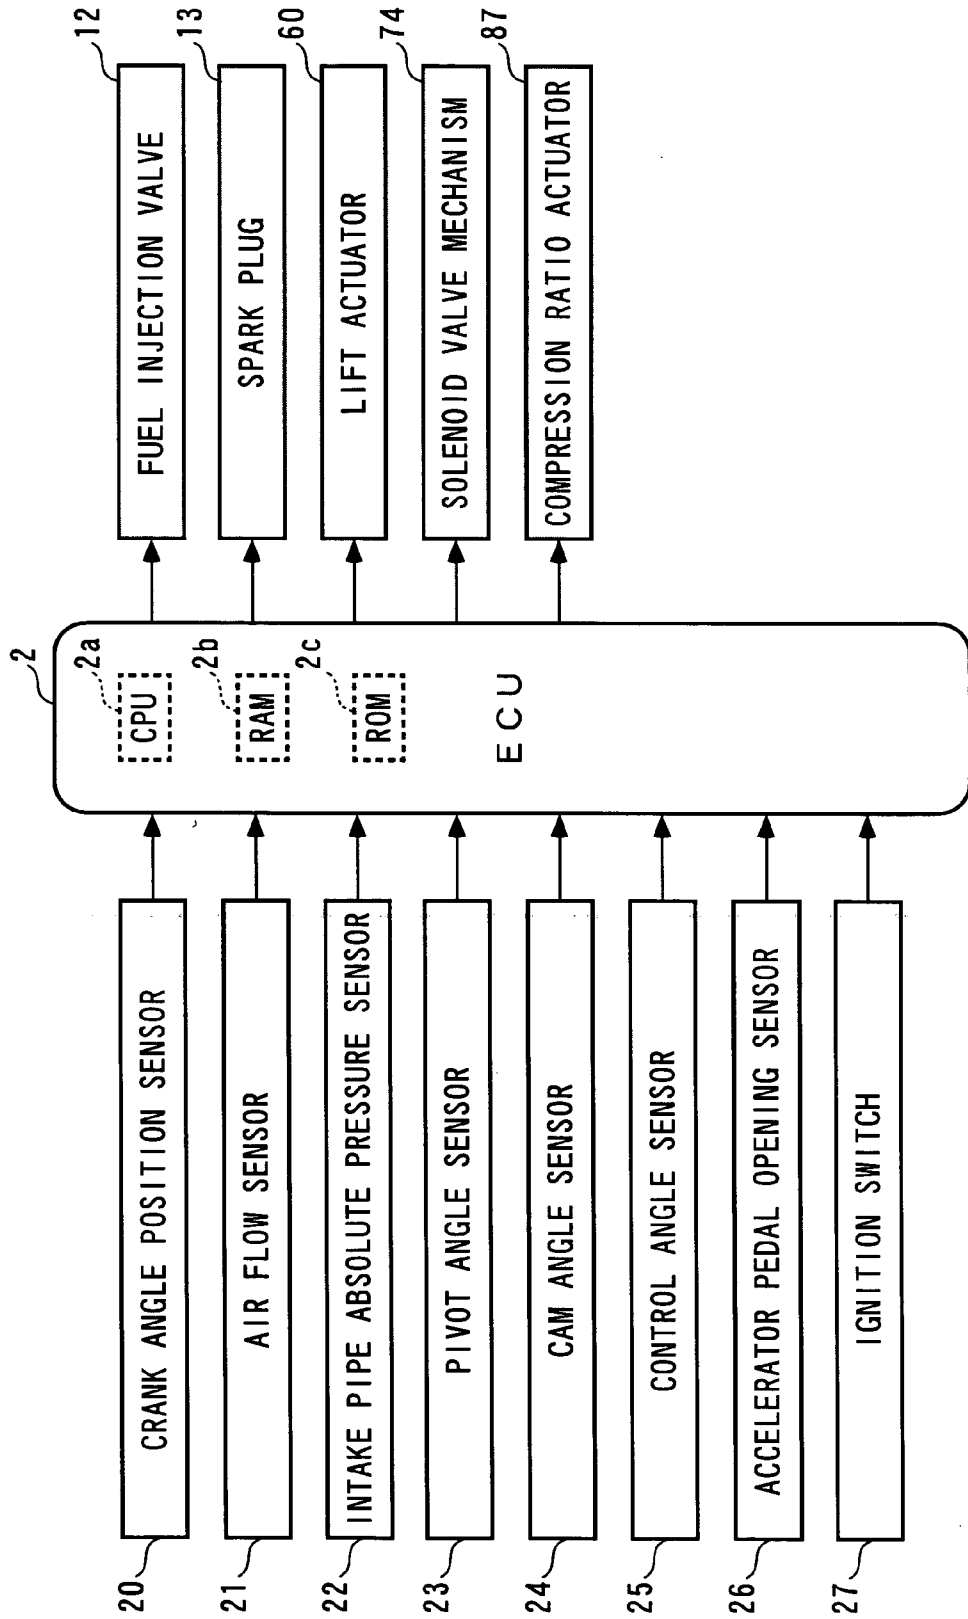 20
CRANK ANGLE POSITION SENSOR
21
AIR FLOW SENSOR
22
INTAKE PIPE ABSOLUTE PRESSURE SENSOR
23
PIVOT ANGLE SENSOR
24
CAM ANGLE SENSOR
25
CONTROL ANGLE SENSOR
26
ACCELERATOR PEDAL OPENING SENSOR
27
IGNITION SWITCH
2
2a
CPU
2b
RAM
2c
ROM
ECU
12
FUEL INJECTION VALVE
13
SPARK PLUG
60
LIFT ACTUATOR
74
SOLENOID VALVE MECHANISM
87
COMPRESSION RATIO ACTUATOR